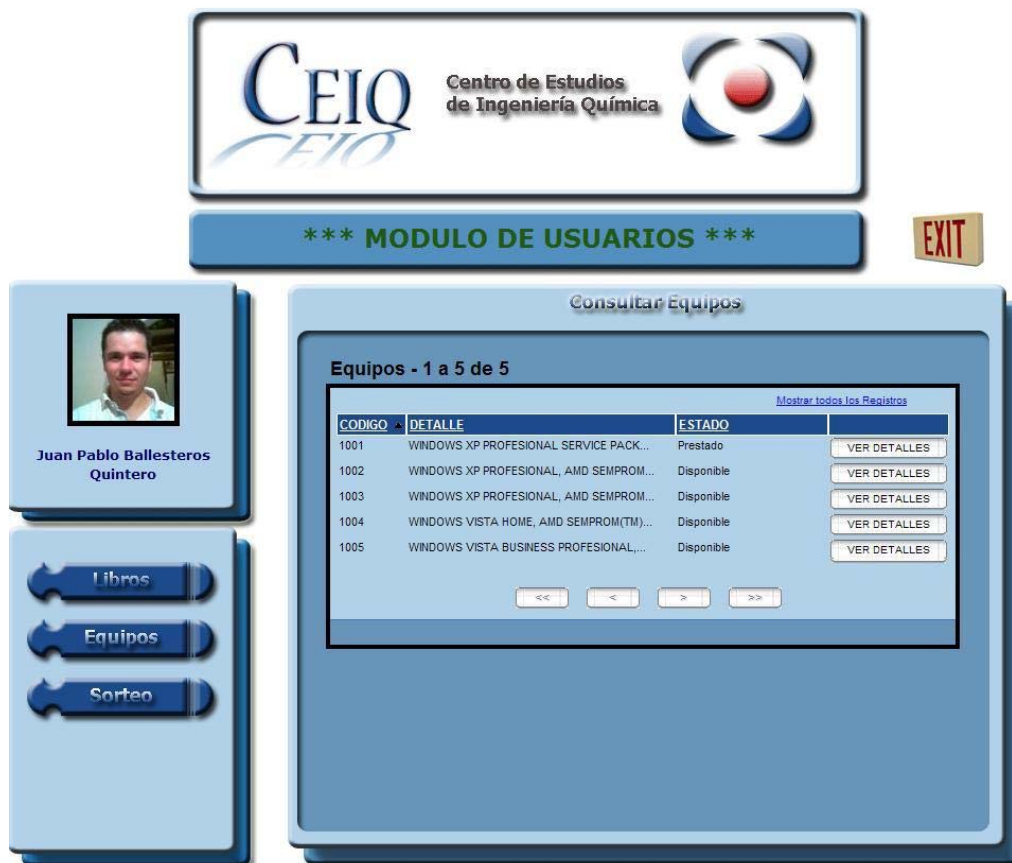 CEIQ
Centro de Estudios
de Ingeniería Química
*** MODULO DE USUARIOS ***
EXIT
Juan Pablo Ballesteros
Quintero
Libros
Equipos
Sorteo
Consultar Equipos
Equipos - 1 a 5 de 5
Mostrar todos los Registros
CODIGO DETALLE ESTADO
1001 WINDOWS XP PROFESIONAL SERVICE PACK... Prestado VER DETALLES
1002 WINDOWS XP PROFESIONAL, AMD SEMPROM... Disponible VER DETALLES
1003 WINDOWS XP PROFESIONAL, AMD SEMPROM... Disponible VER DETALLES
1004 WINDOWS VISTA HOME, AMD SEMPROM(TM)... Disponible VER DETALLES
1005 WINDOWS VISTA BUSINESS PROFESIONAL,... Disponible VER DETALLES
<< < > >>